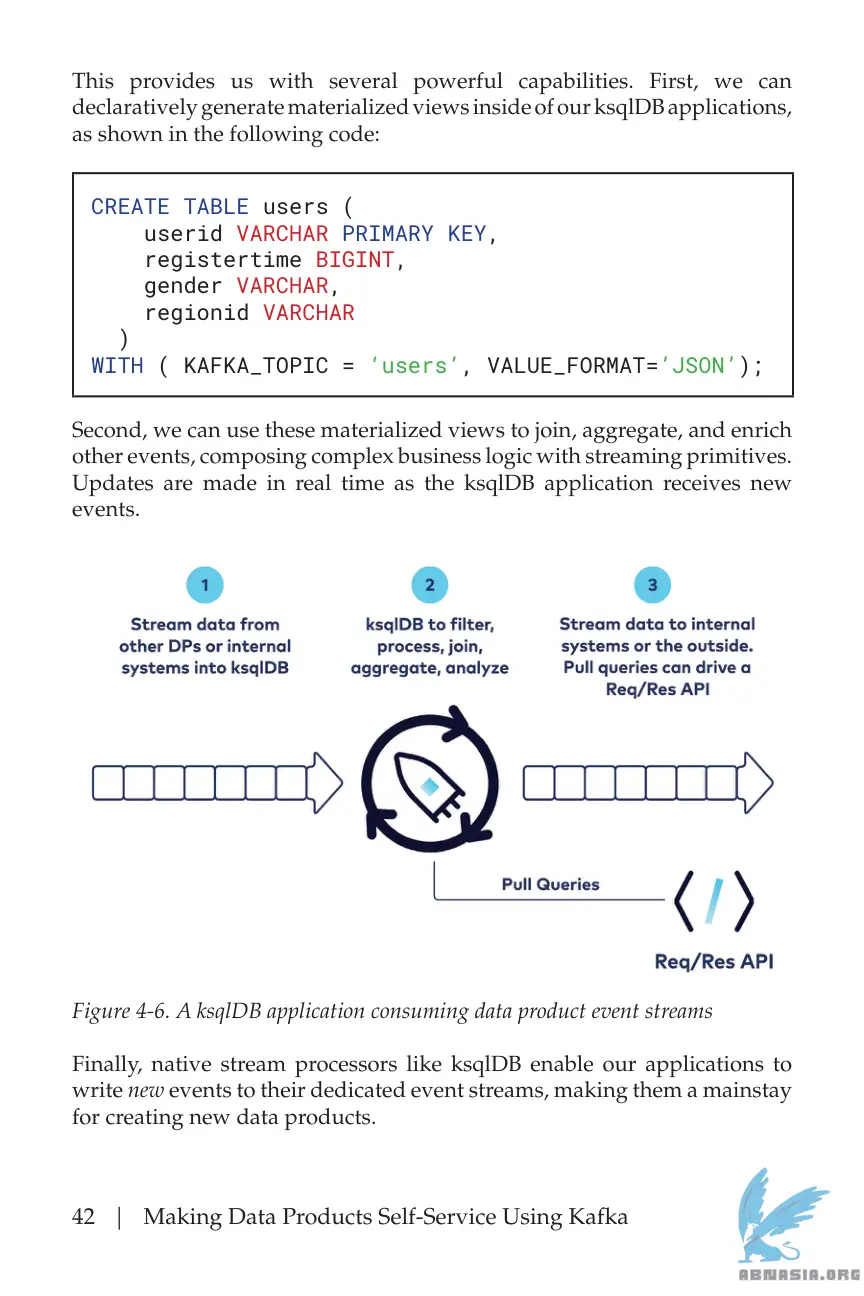 This provides us with several powerful capabilities. First, we can
declaratively generate materialized views inside of our ksqlDB applications,
as shown in the following code:
CREATE TABLE users (
    userid VARCHAR PRIMARY KEY,
    registertime BIGINT,
    gender VARCHAR,
    regionid VARCHAR
  )
WITH ( KAFKA_TOPIC = ‘users’, VALUE_FORMAT=’JSON’);
Second, we can use these materialized views to join, aggregate, and enrich
other events, composing complex business logic with streaming primitives.
Updates are made in real time as the ksqlDB application receives new
events.
1
Stream data from
other DPs or internal
systems into ksqlDB
2
ksqlDB to filter,
process, join,
aggregate, analyze
3
Stream data to internal
systems or the outside.
Pull queries can drive a
Req/Res API
Pull Queries
Req/Res API
Figure 4-6. A ksqlDB application consuming data product event streams
Finally, native stream processors like ksqlDB enable our applications to
write new events to their dedicated event streams, making them a mainstay
for creating new data products.
42 | Making Data Products Self-Service Using Kafka
ABNASIA.ORG